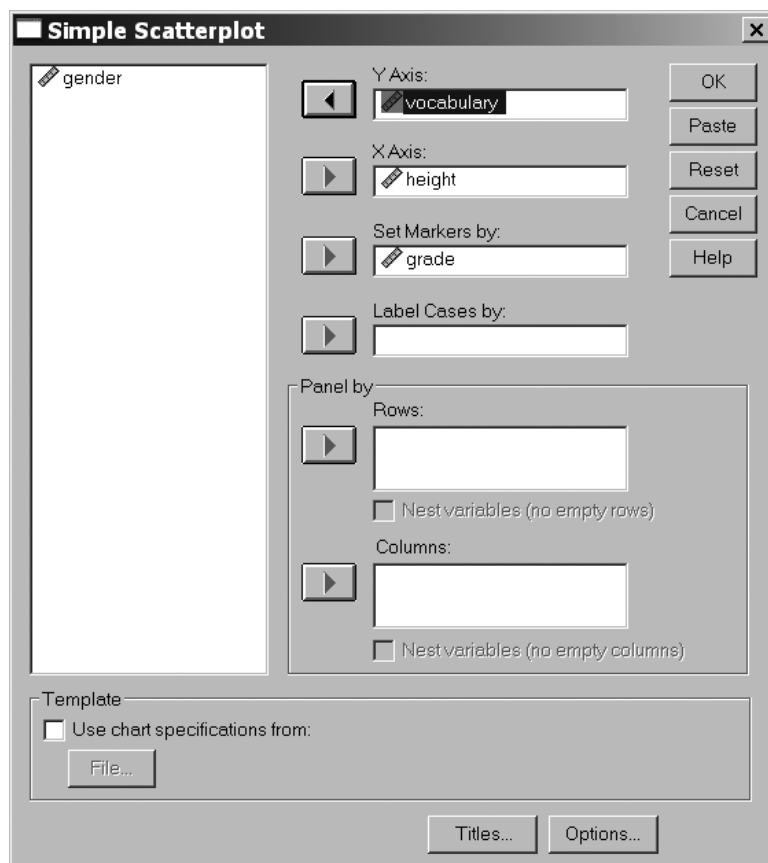 Simple Scatterplot
gender
Y Axis:
vocabulary
X Axis:
height
Set Markers by:
grade
Label Cases by:
OK
Paste
Reset
Cancel
Help
Panel by
Rows:
Nest variables (no empty rows)
Columns:
Nest variables (no empty columns)
Template
Use chart specifications from:
File...
Titles...
Options...